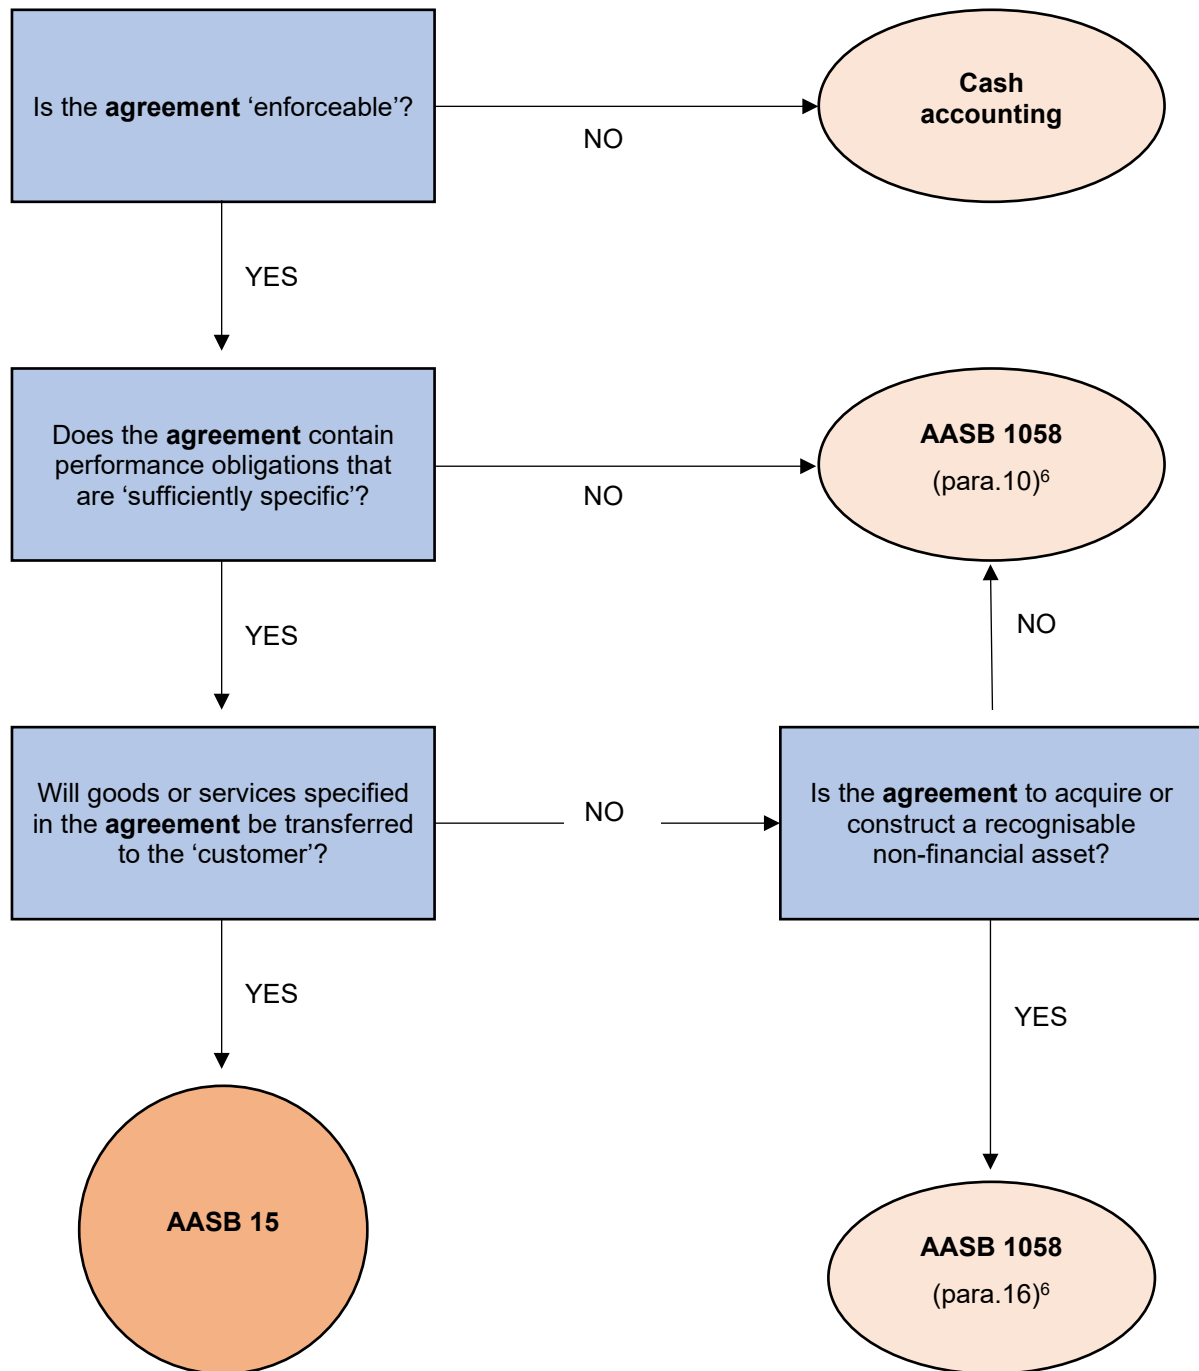 Is the agreement ‘enforceable’?
NO
Cash
accounting
YES
Does the agreement contain
performance obligations that
are ‘sufficiently specific’?
NO
AASB 1058
(para.10)⁶
YES
NO
Will goods or services specified
in the agreement be transferred
to the ‘customer’?
NO
Is the agreement to acquire or
construct a recognisable
non-financial asset?
YES
YES
AASB 15
AASB 1058
(para.16)⁶